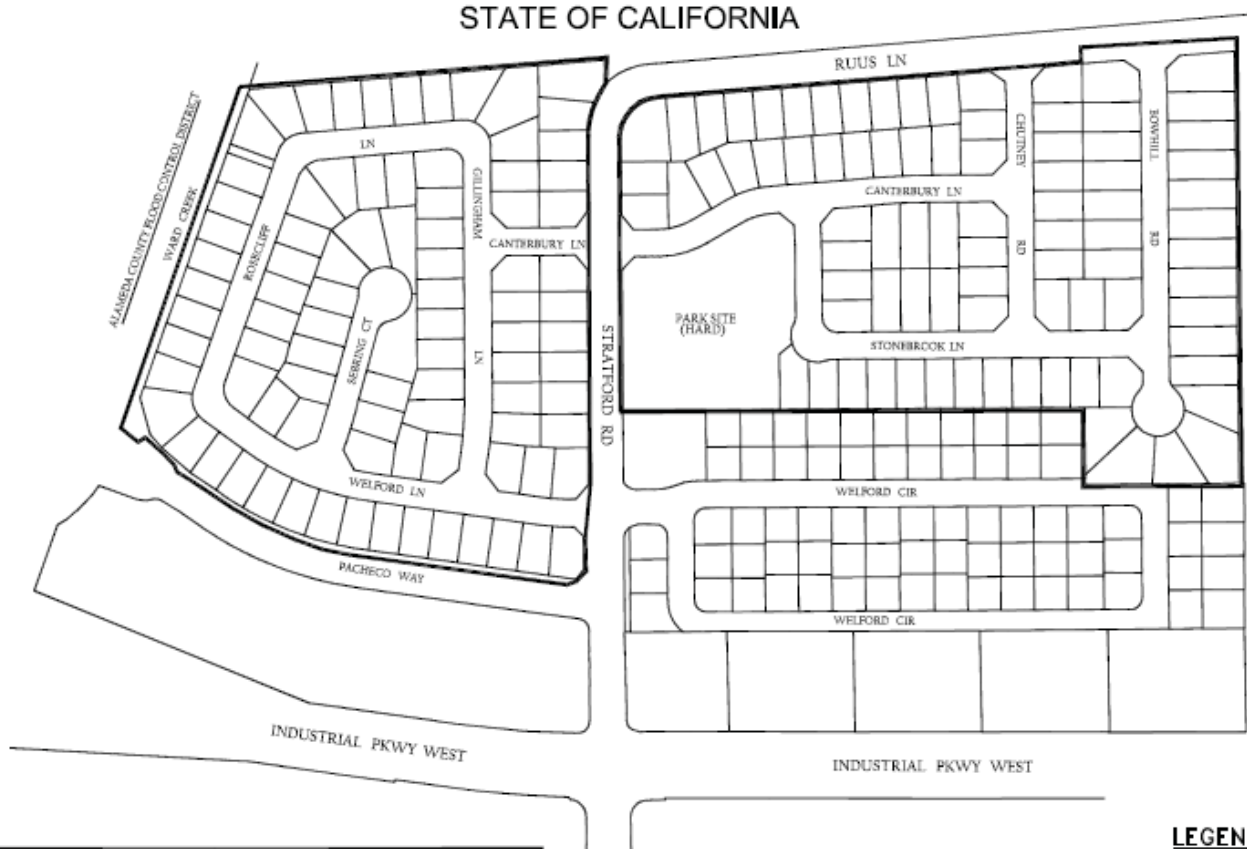 STATE OF CALIFORNIA
RUUS LN
ALAMEDA COUNTY FLOOD CONTROL DISTRICT
WARD CREEK
LN
GILLINGHAM
LN
ROSECLIFF
CANTERBURY LN
SEBRING CT
WELFORD LN
PACHECO WAY
STRATFORD RD
CHUTNEY
RD
BOWHILL
RD
CANTERBURY LN
PARK SITE
(HARD)
STONEBROOK LN
WELFORD CIR
WELFORD CIR
INDUSTRIAL PKWY WEST
INDUSTRIAL PKWY WEST
LEGEN